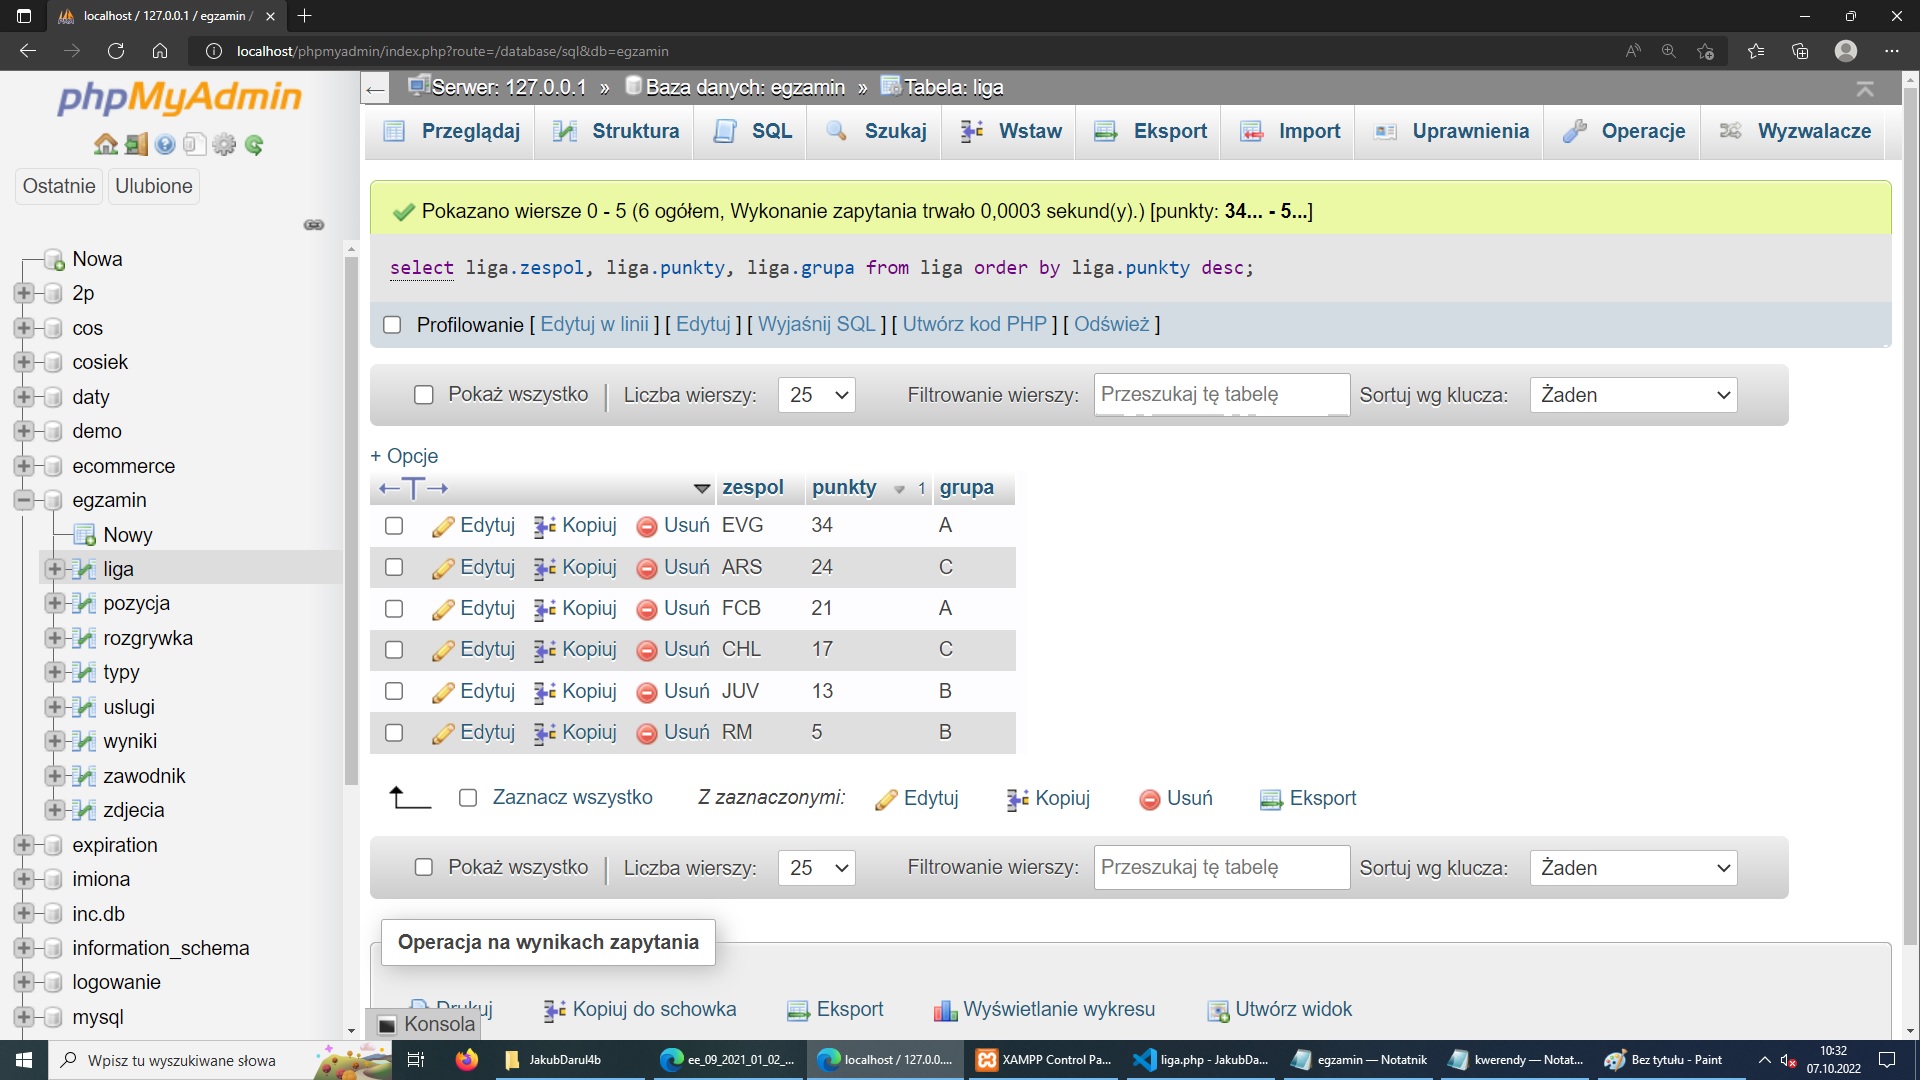 localhost / 127.0.0.1 / egzamin /
localhost/phpmyadmin/index.php?route=/database/sql&db=egzamin
phpMyAdmin
Ostatnie Ulubione
Nowa
2p
cos
cosiek
daty
demo
ecommerce
egzamin
Nowy
liga
pozycja
rozgrywka
typy
uslugi
wyniki
zawodnik
zdjecia
expiration
imiona
inc.db
information_schema
logowanie
mysql
Serwer: 127.0.0.1 » Baza danych: egzamin » Tabela: liga
Przeglądaj Struktura SQL Szukaj Wstaw Eksport Import Uprawnienia Operacje Wyzwalacze
Pokazano wiersze 0 - 5 (6 ogółem, Wykonanie zapytania trwało 0,0003 sekund(y).) [punkty: 34... - 5...]
select liga.zespol, liga.punkty, liga.grupa from liga order by liga.punkty desc;
Profilowanie [ Edytuj w linii ] [ Edytuj ] [ Wyjaśnij SQL ] [ Utwórz kod PHP ] [ Odśwież ]
Pokaż wszystko Liczba wierszy: 25 Filtrowanie wierszy: Przeszukaj tę tabelę Sortuj wg klucza: Żaden
+ Opcje
←T→ zespol punkty 1 grupa
Edytuj Kopiuj Usuń EVG 34 A
Edytuj Kopiuj Usuń ARS 24 C
Edytuj Kopiuj Usuń FCB 21 A
Edytuj Kopiuj Usuń CHL 17 C
Edytuj Kopiuj Usuń JUV 13 B
Edytuj Kopiuj Usuń RM 5 B
Zaznacz wszystko Z zaznaczonymi: Edytuj Kopiuj Usuń Eksport
Pokaż wszystko Liczba wierszy: 25 Filtrowanie wierszy: Przeszukaj tę tabelę Sortuj wg klucza: Żaden
Operacja na wynikach zapytania
Drukuj Kopiuj do schowka Eksport Wyświetlanie wykresu Utwórz widok
Konsola
Wpisz tu wyszukiwane słowa JakubDarul4b ee_09_2021_01_02_... localhost / 127.0.0.... XAMPP Control Pa... liga.php - JakubDa... egzamin — Notatnik kwerendy — Notat... Bez tytułu - Paint 10:32
07.10.2022